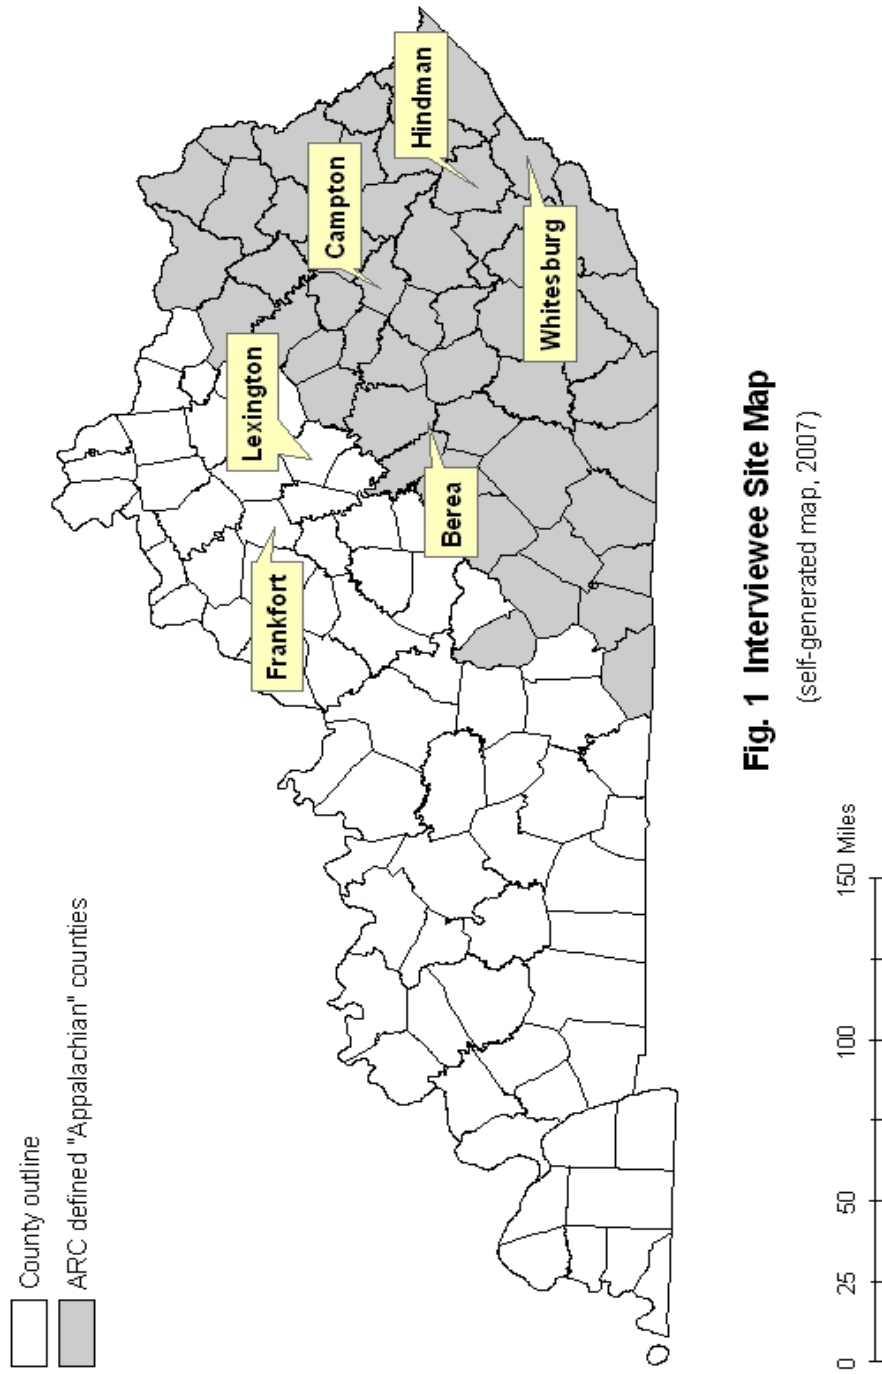 County outline
ARC defined "Appalachian" counties
Frankfort
Lexington
Campton
Hindman
Berea
Whitesburg
Fig. 1 Interviewee Site Map
(self-generated map, 2007)
0 25 50 100 150 Miles